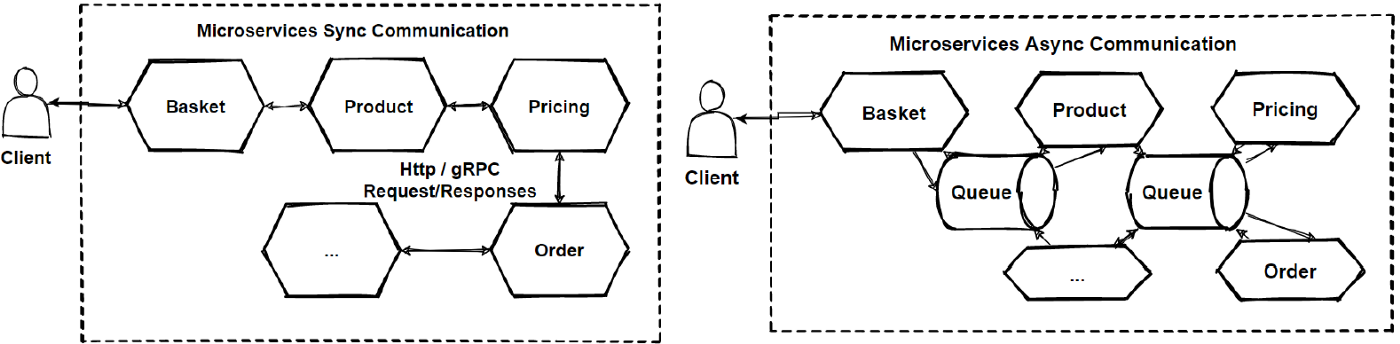 Microservices Sync Communication
Basket
Product
Pricing
Client
Http / gRPC
Request/Responses
...
Order
Microservices Async Communication
Basket
Product
Pricing
Client
Queue
Queue
...
Order